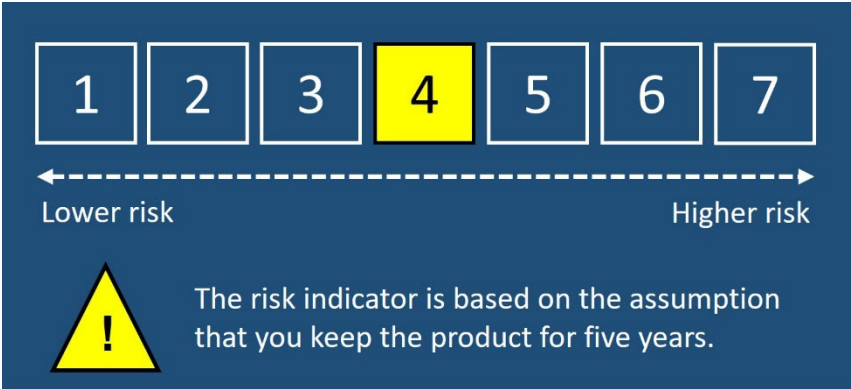 1 2 3 4 5 6 7
Lower risk Higher risk
! The risk indicator is based on the assumption
that you keep the product for five years.